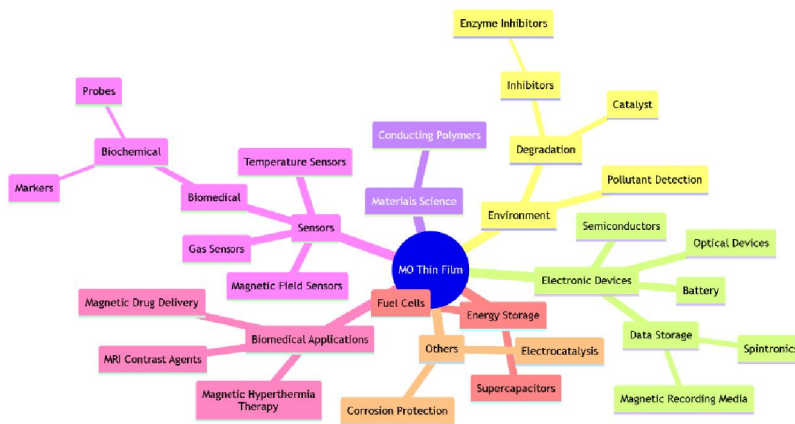 Enzyme Inhibitors
Inhibitors
Probes
Catalyst
Conducting Polymers
Biochemical
Degradation
Temperature Sensors
Markers
Biomedical
Materials Science
Pollutant Detection
Environment
Sensors
Semiconductors
Gas Sensors
Optical Devices
MO Thin Film
Electronic Devices
Magnetic Field Sensors
Battery
Magnetic Drug Delivery
Fuel Cells
Energy Storage
Biomedical Applications
Data Storage
Others
Electrocatalysis
Spintronics
MRI Contrast Agents
Supercapacitors
Magnetic Hyperthermia
Therapy
Magnetic Recording Media
Corrosion Protection